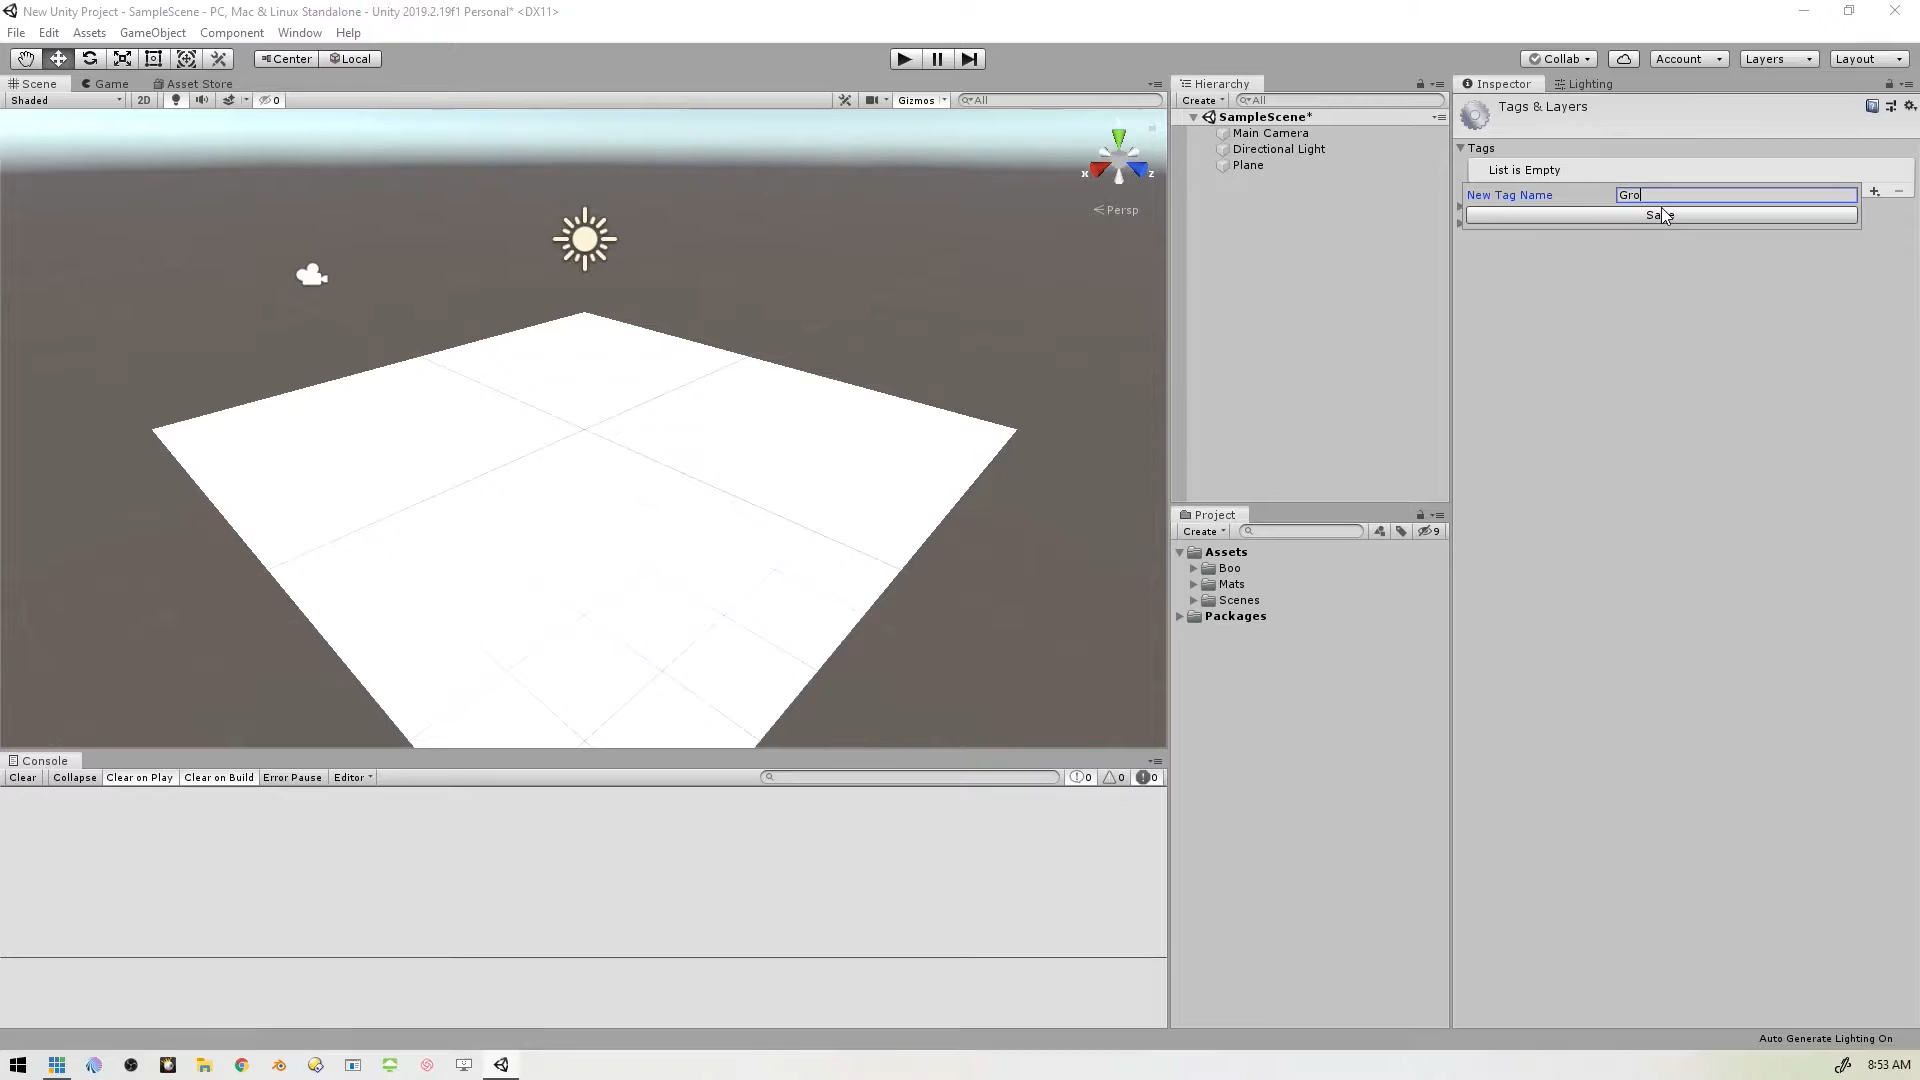 New Unity Project - SampleScene - PC, Mac & Linux Standalone - Unity 2019.2.19f1 Personal* <DX11>
File Edit Assets GameObject Component Window Help
Center Local Collab Account Layers Layout
Scene Game Asset Store
Shaded 2D 0 Gizmos All
x z
Persp
Hierarchy
Create All
SampleScene*
Main Camera
Directional Light
Plane
Project
Create 9
Assets
Boo
Mats
Scenes
Packages
Inspector Lighting
Tags & Layers
Tags
List is Empty
New Tag Name Gro
Console
Clear Collapse Clear on Play Clear on Build Error Pause Editor 0 0 0
Auto Generate Lighting On
8:53 AM